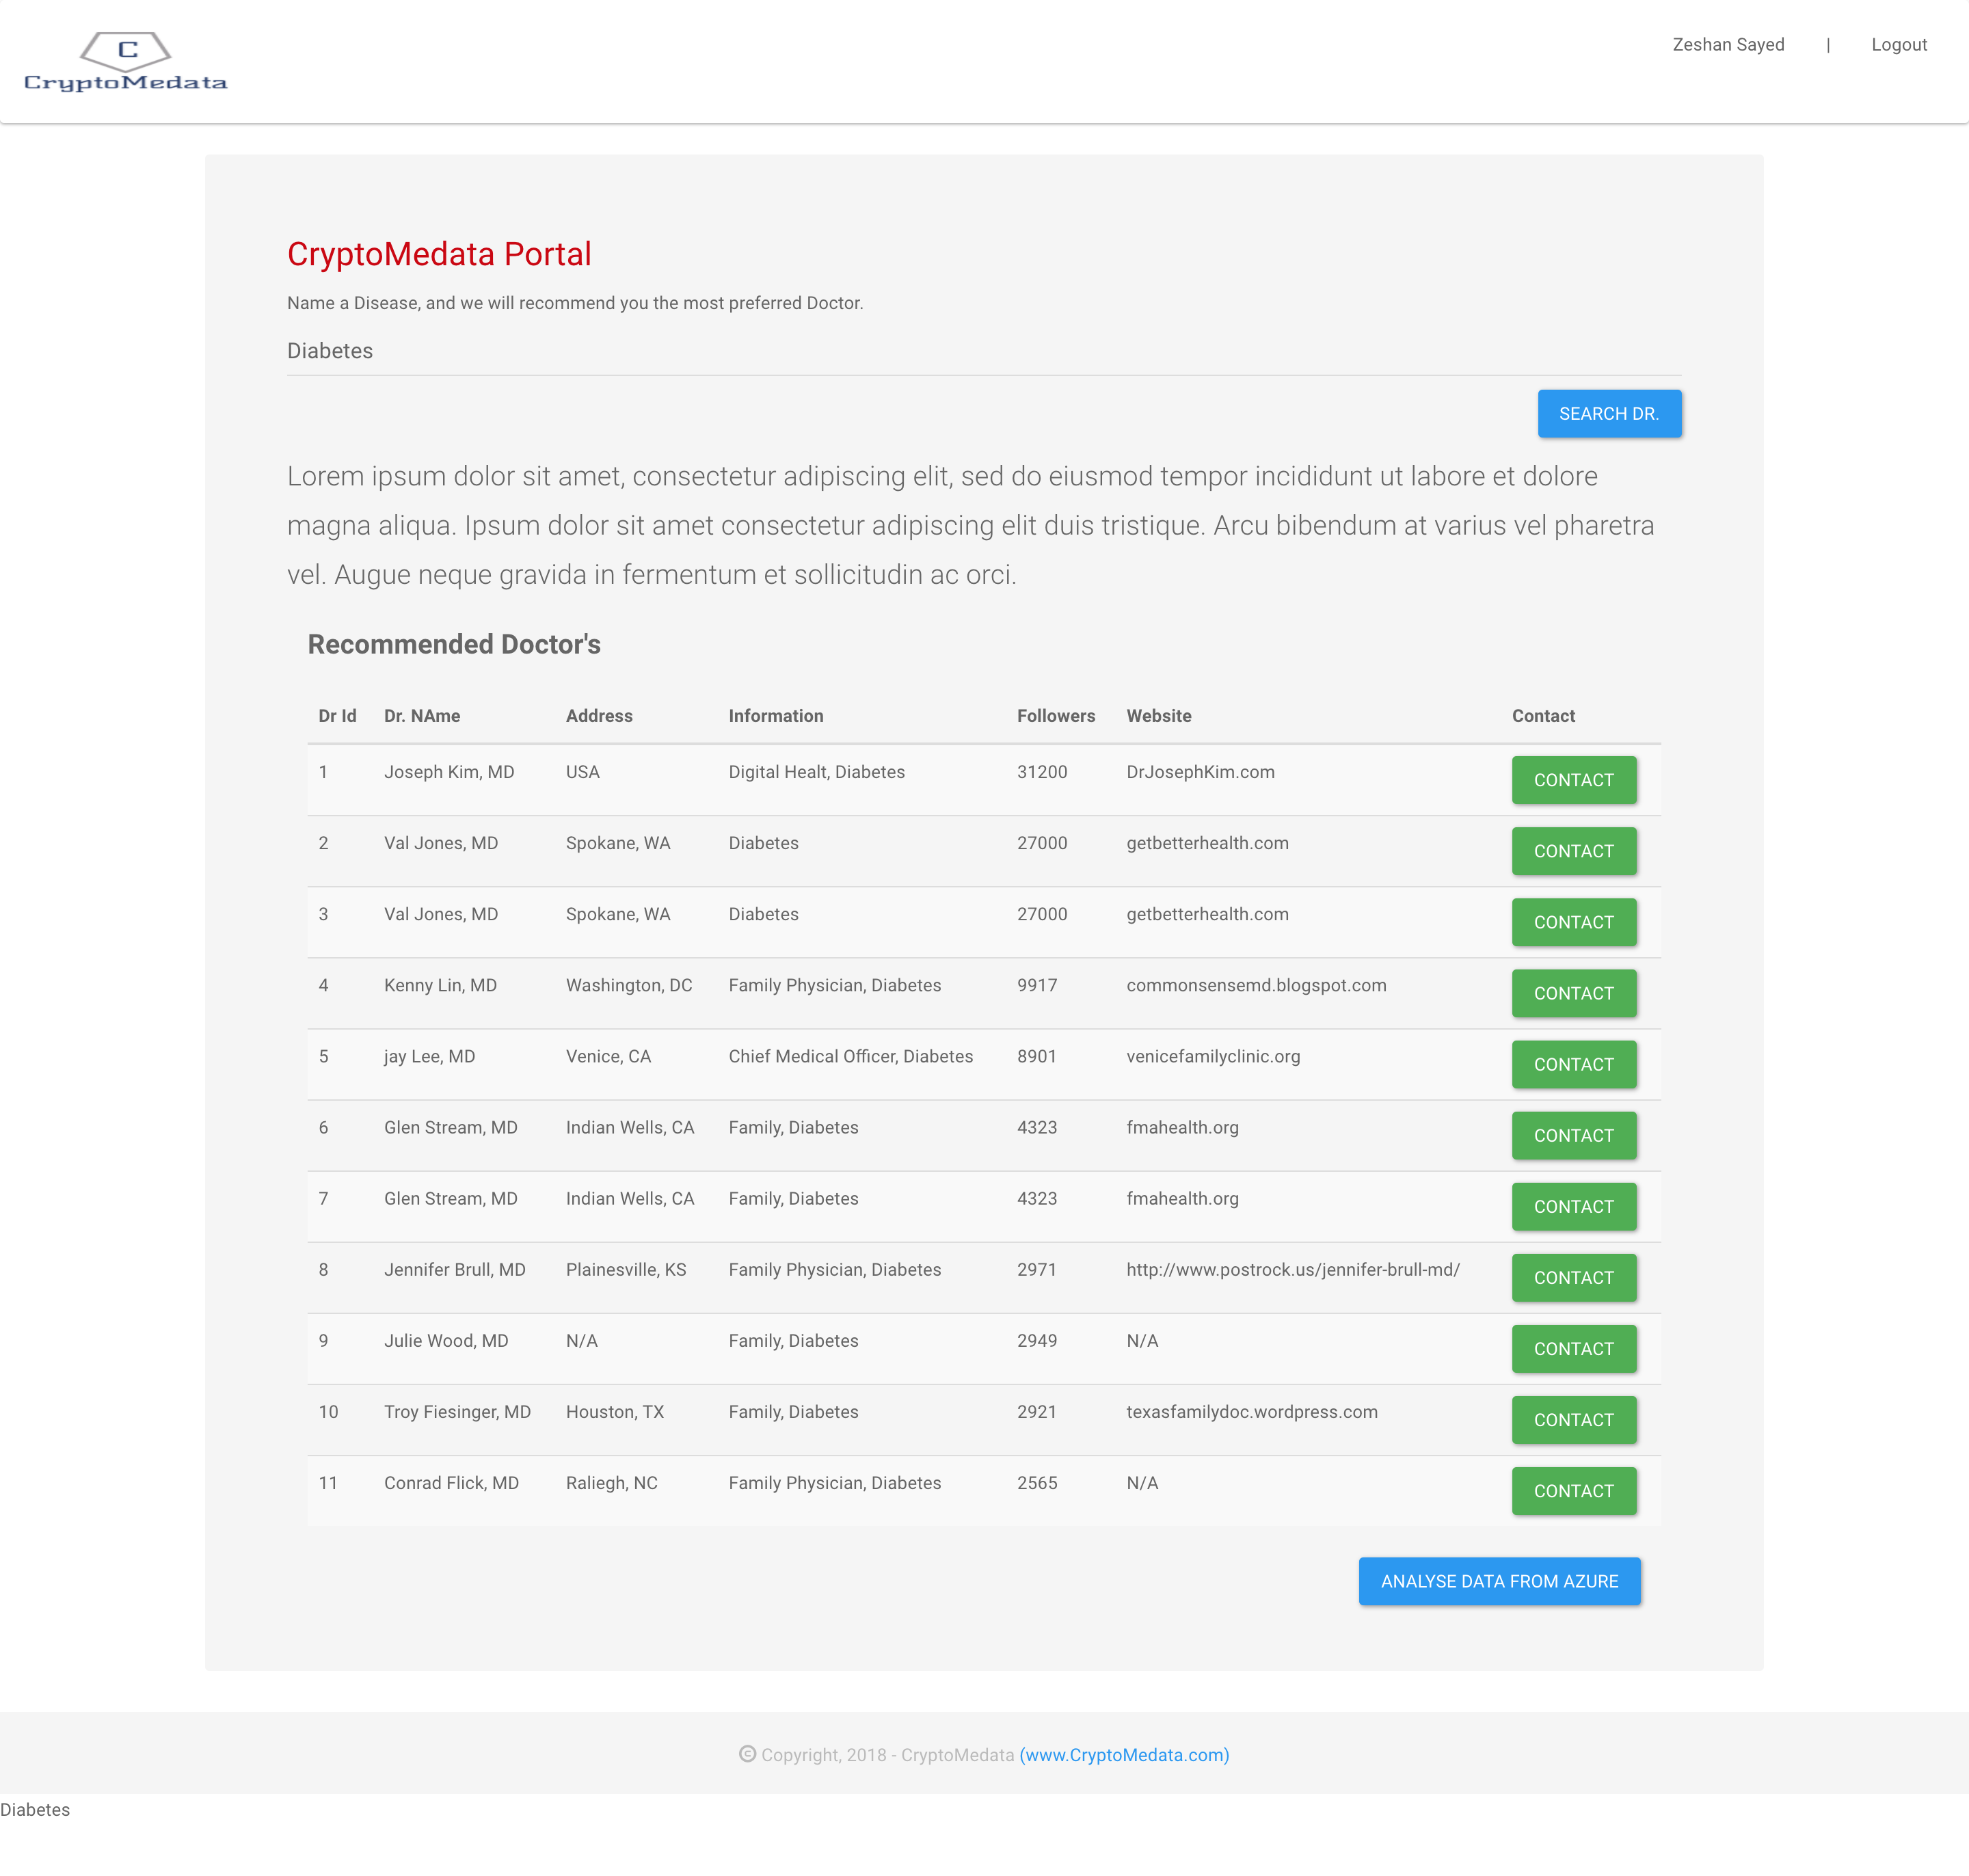 C
CryptoMedata
Zeshan Sayed | Logout
CryptoMedata Portal
Name a Disease, and we will recommend you the most preferred Doctor.
Diabetes
SEARCH DR.
Lorem ipsum dolor sit amet, consectetur adipiscing elit, sed do eiusmod tempor incididunt ut labore et dolore
magna aliqua. Ipsum dolor sit amet consectetur adipiscing elit duis tristique. Arcu bibendum at varius vel pharetra
vel. Augue neque gravida in fermentum et sollicitudin ac orci.
Recommended Doctor's
Dr Id Dr. NAme Address Information Followers Website Contact
1 Joseph Kim, MD USA Digital Healt, Diabetes 31200 DrJosephKim.com CONTACT
2 Val Jones, MD Spokane, WA Diabetes 27000 getbetterhealth.com CONTACT
3 Val Jones, MD Spokane, WA Diabetes 27000 getbetterhealth.com CONTACT
4 Kenny Lin, MD Washington, DC Family Physician, Diabetes 9917 commonsensemd.blogspot.com CONTACT
5 jay Lee, MD Venice, CA Chief Medical Officer, Diabetes 8901 venicefamilyclinic.org CONTACT
6 Glen Stream, MD Indian Wells, CA Family, Diabetes 4323 fmahealth.org CONTACT
7 Glen Stream, MD Indian Wells, CA Family, Diabetes 4323 fmahealth.org CONTACT
8 Jennifer Brull, MD Plainesville, KS Family Physician, Diabetes 2971 http://www.postrock.us/jennifer-brull-md/ CONTACT
9 Julie Wood, MD N/A Family, Diabetes 2949 N/A CONTACT
10 Troy Fiesinger, MD Houston, TX Family, Diabetes 2921 texasfamilydoc.wordpress.com CONTACT
11 Conrad Flick, MD Raliegh, NC Family Physician, Diabetes 2565 N/A CONTACT
ANALYSE DATA FROM AZURE
© Copyright, 2018 - CryptoMedata (www.CryptoMedata.com)
Diabetes